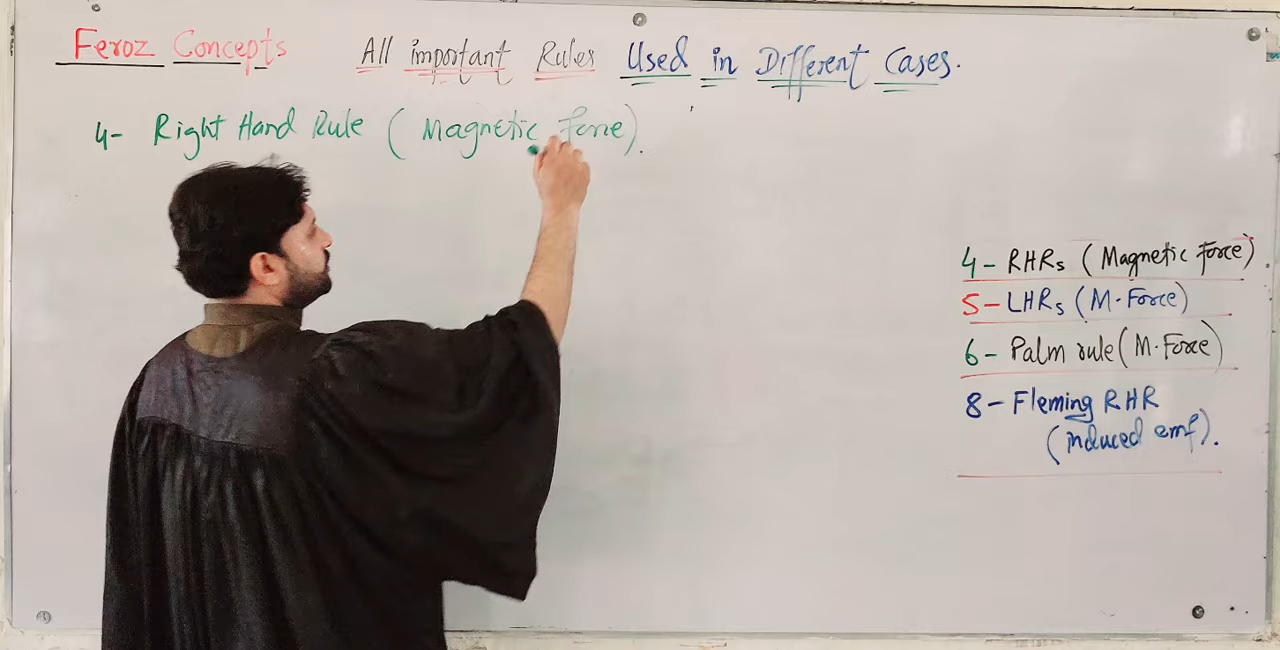 Feroz Concepts All important Rules Used in Different Cases.
4- Right Hand Rule (Magnetic Force).
4- RHRs (Magnetic Force)
5- LHRs (M. Force)
6- Palm rule (M. Force)
8- Fleming RHR
(induced emf).